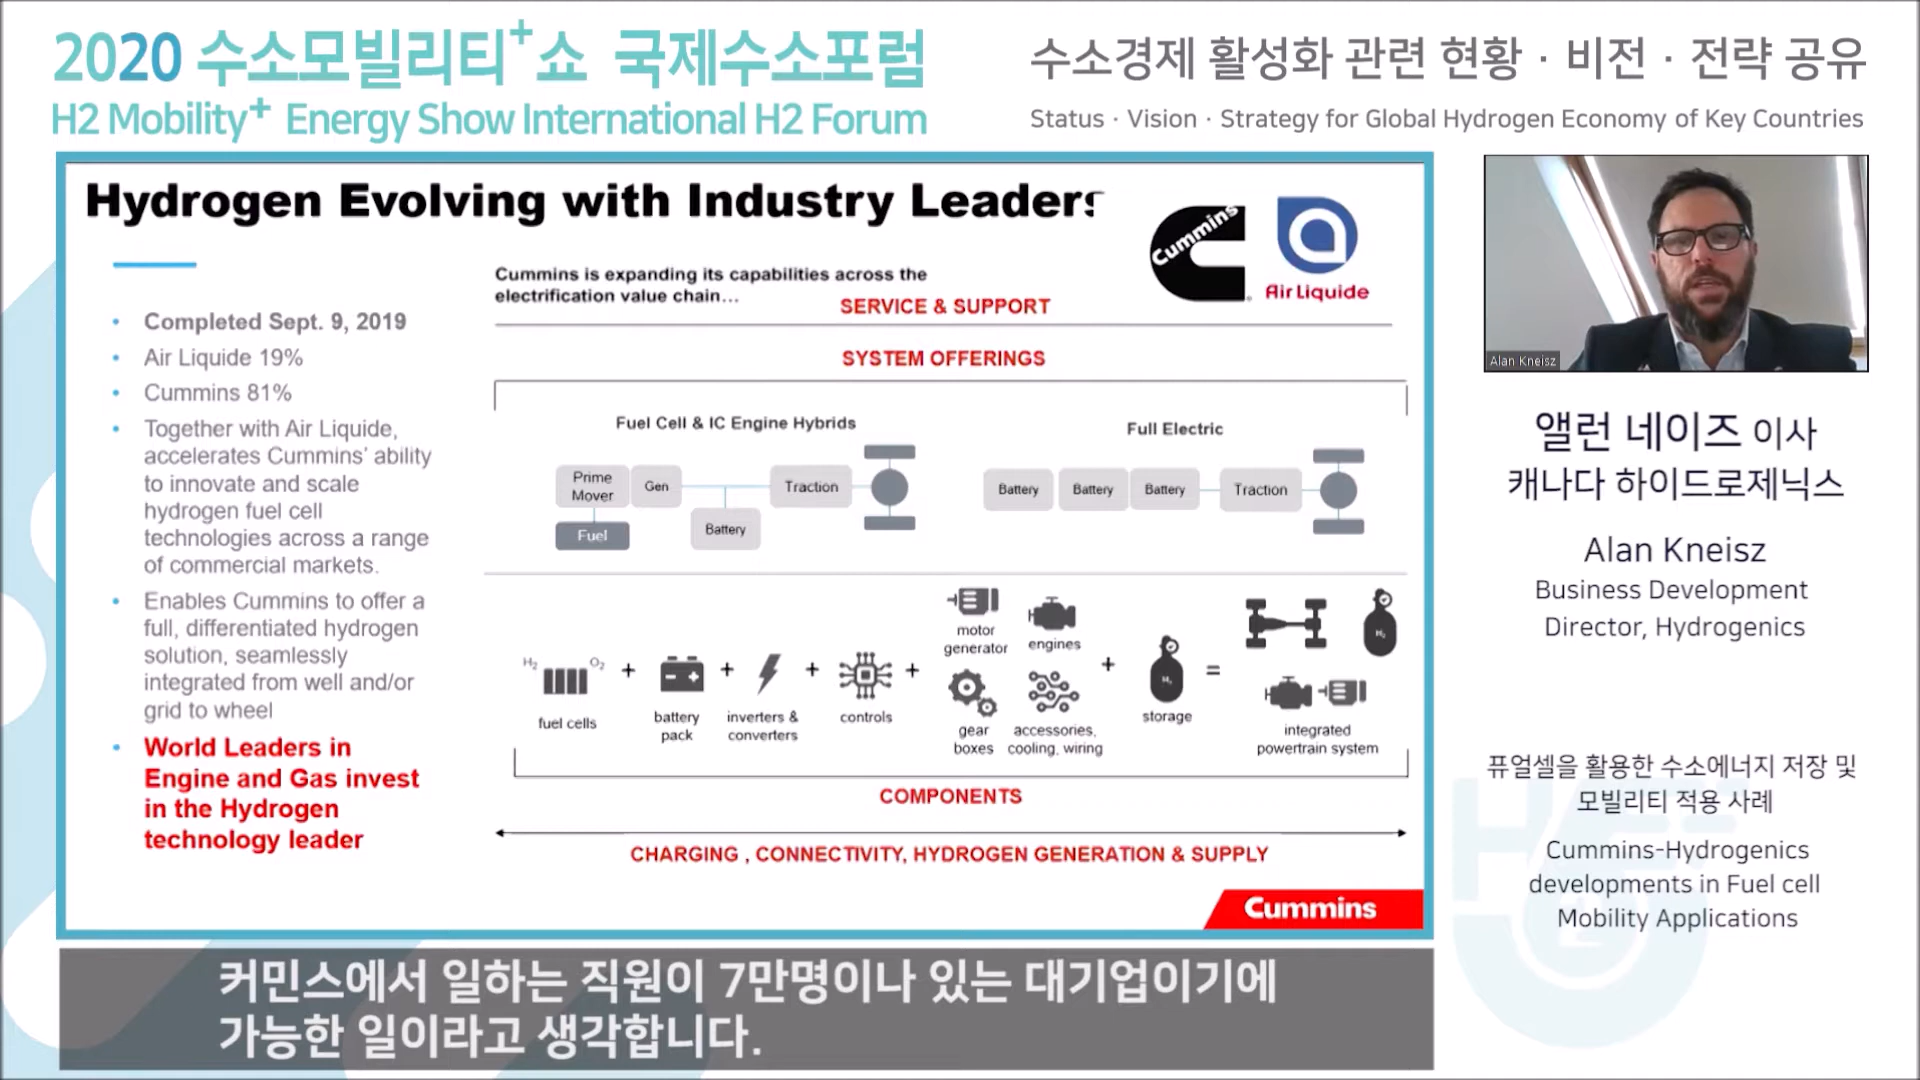 2020 수소모빌리티+쇼 국제수소포럼
H2 Mobility+ Energy Show International H2 Forum
수소경제 활성화 관련 현황 · 비전 · 전략 공유
Status · Vision · Strategy for Global Hydrogen Economy of Key Countries
Hydrogen Evolving with Industry Leaders
Cummins
Air Liquide
• Completed Sept. 9, 2019
• Air Liquide 19%
• Cummins 81%
• Together with Air Liquide,
accelerates Cummins' ability
to innovate and scale
hydrogen fuel cell
technologies across a range
of commercial markets.
• Enables Cummins to offer a
full, differentiated hydrogen
solution, seamlessly
integrated from well and/or
grid to wheel
• World Leaders in
Engine and Gas invest
in the Hydrogen
technology leader
Cummins is expanding its capabilities across the
electrification value chain...
SERVICE & SUPPORT
SYSTEM OFFERINGS
Fuel Cell & IC Engine Hybrids
Prime
Mover
Gen
Traction
Fuel
Battery
Full Electric
Battery
Battery
Battery
Traction
H₂
O₂
fuel cells
+
battery
pack
+
inverters &
converters
+
controls
+
motor
generator
engines
gear
boxes
accessories,
cooling, wiring
+
H₂
storage
=
H₂
integrated
powertrain system
COMPONENTS
CHARGING , CONNECTIVITY, HYDROGEN GENERATION & SUPPLY
Cummins
Alan Kneisz
앨런 네이즈 이사
캐나다 하이드로제닉스
Alan Kneisz
Business Development
Director, Hydrogenics
퓨얼셀을 활용한 수소에너지 저장 및
모빌리티 적용 사례
Cummins-Hydrogenics
developments in Fuel cell
Mobility Applications
커민스에서 일하는 직원이 7만명이나 있는 대기업이기에
가능한 일이라고 생각합니다.